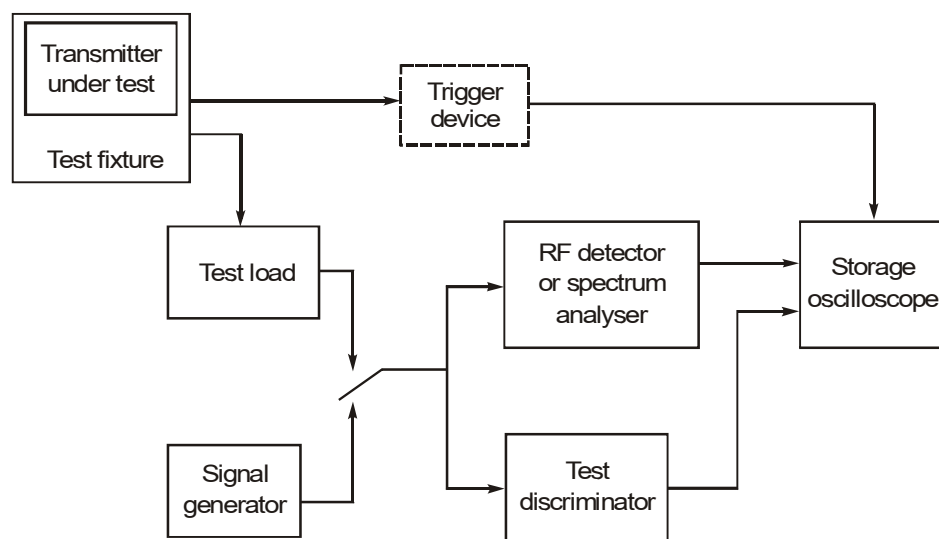 Transmitter
under test
Test fixture
Trigger
device
Test load
RF detector
or spectrum
analyser
Storage
oscilloscope
Signal
generator
Test
discriminator